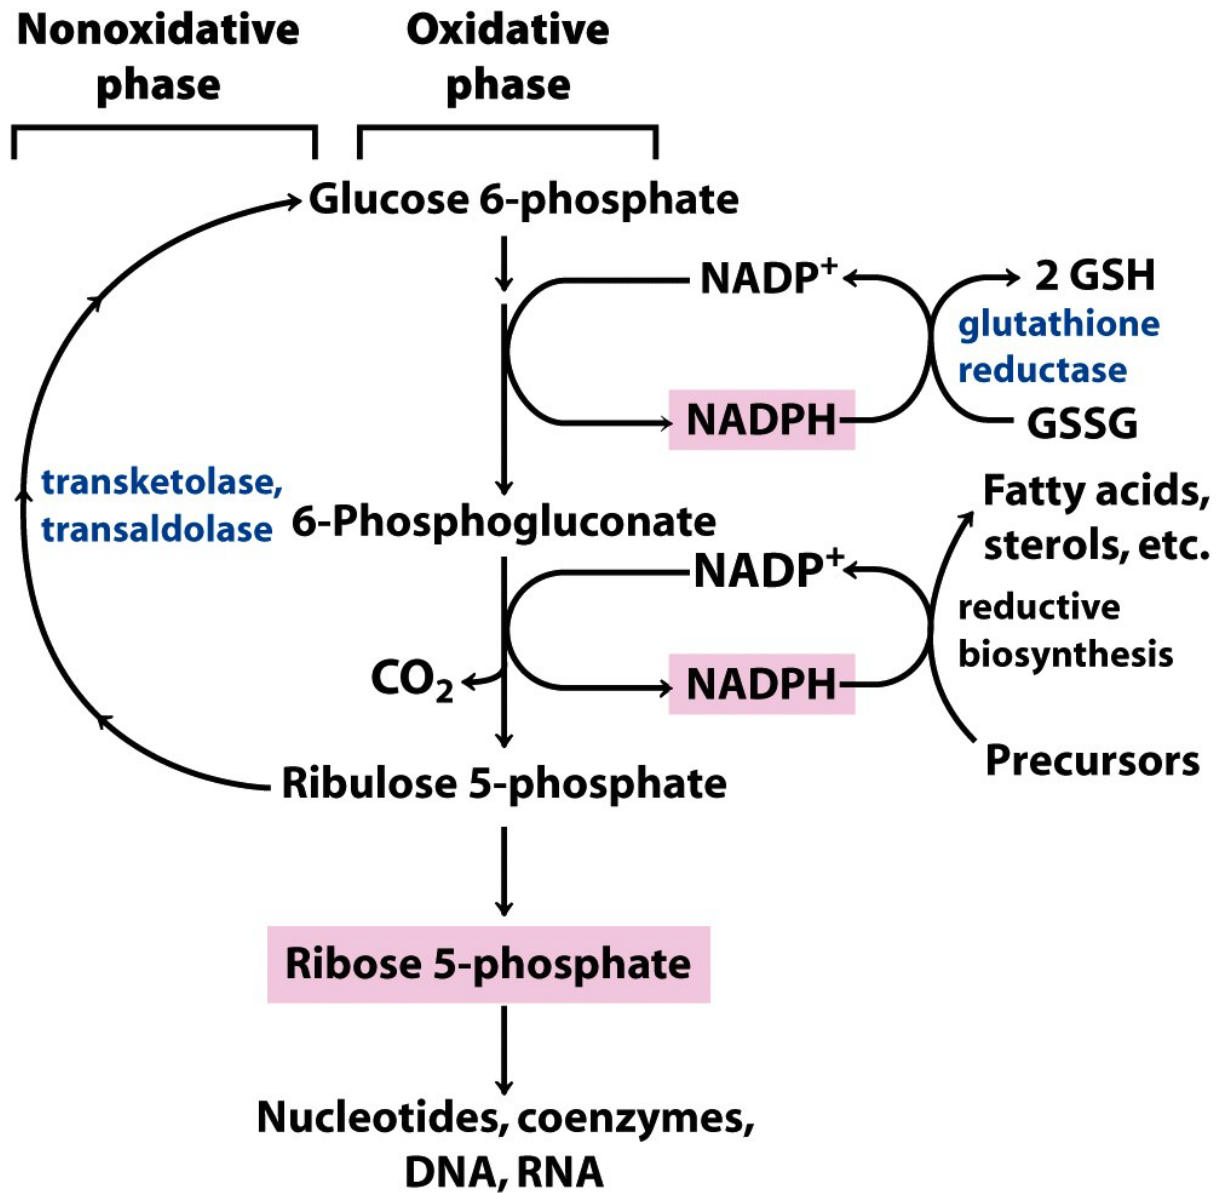 Nonoxidative
phase
Oxidative
phase
Glucose 6-phosphate
NADP⁺
2 GSH
glutathione
reductase
NADPH
GSSG
transketolase,
transaldolase
6-Phosphogluconate
Fatty acids,
sterols, etc.
NADP⁺
reductive
biosynthesis
CO₂
NADPH
Ribulose 5-phosphate
Precursors
Ribose 5-phosphate
Nucleotides, coenzymes,
DNA, RNA